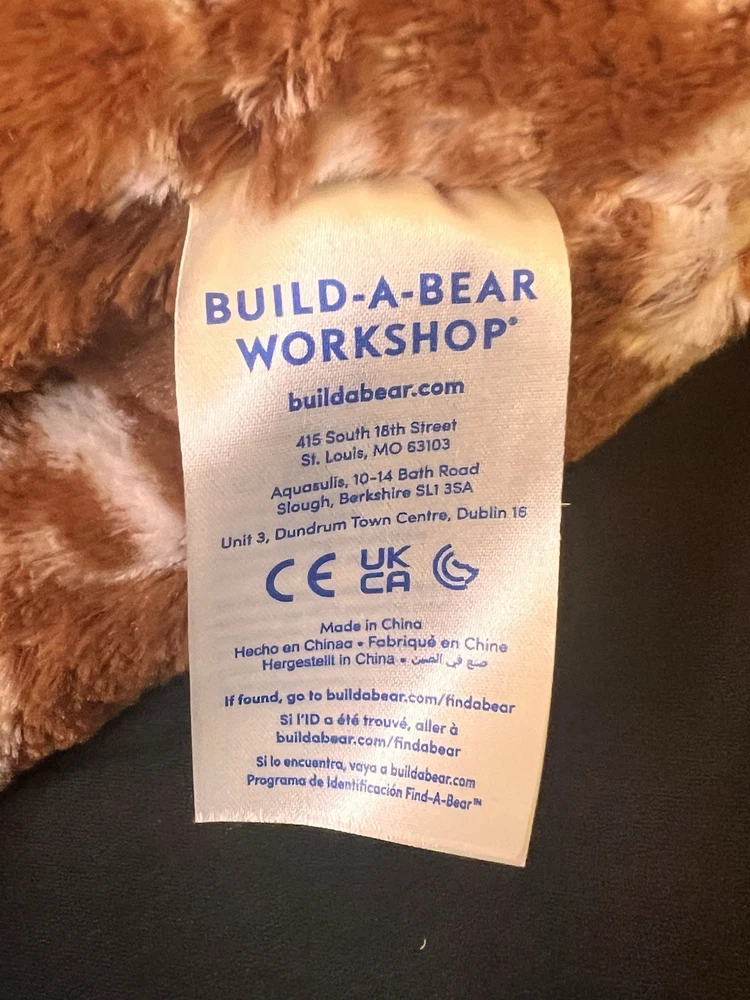 BUILD-A-BEAR
WORKSHOP®
buildabear.com
415 South 18th Street
St. Louis, MO 63103
Aquasulis, 10-14 Bath Road
Slough, Berkshire SL1 3SA
Unit 3, Dundrum Town Centre, Dublin 16
CE UK
CA
Made in China
Hecho en Chinaa • Fabriqué en Chine
Hergestellt in China • صنع في الصين
If found, go to buildabear.com/findabear
Si l'ID a été trouvé, aller à
buildabear.com/findabear
Si lo encuentra, vaya a buildabear.com
Programa de Identificación Find-A-Bear™